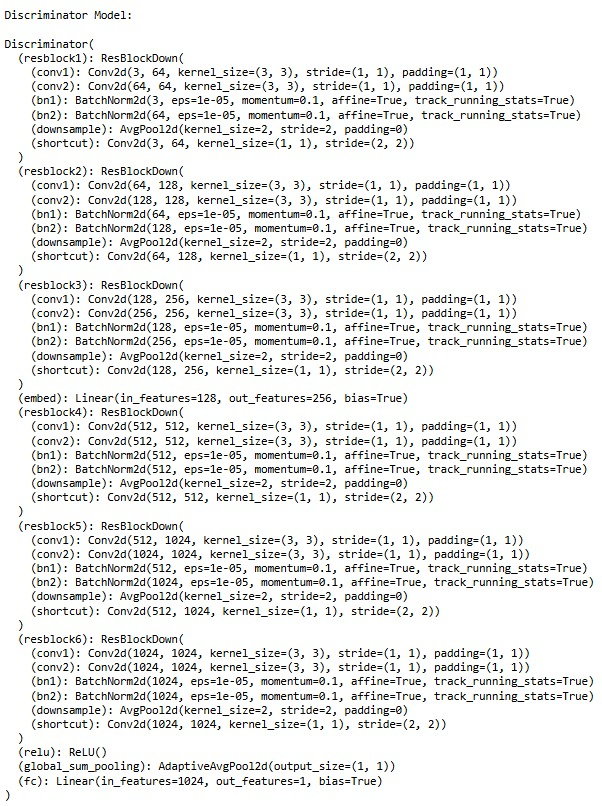 Discriminator Model:

Discriminator(
  (resblock1): ResBlockDown(
    (conv1): Conv2d(3, 64, kernel_size=(3, 3), stride=(1, 1), padding=(1, 1))
    (conv2): Conv2d(64, 64, kernel_size=(3, 3), stride=(1, 1), padding=(1, 1))
    (bn1): BatchNorm2d(3, eps=1e-05, momentum=0.1, affine=True, track_running_stats=True)
    (bn2): BatchNorm2d(64, eps=1e-05, momentum=0.1, affine=True, track_running_stats=True)
    (downsample): AvgPool2d(kernel_size=2, stride=2, padding=0)
    (shortcut): Conv2d(3, 64, kernel_size=(1, 1), stride=(2, 2))
  )
  (resblock2): ResBlockDown(
    (conv1): Conv2d(64, 128, kernel_size=(3, 3), stride=(1, 1), padding=(1, 1))
    (conv2): Conv2d(128, 128, kernel_size=(3, 3), stride=(1, 1), padding=(1, 1))
    (bn1): BatchNorm2d(64, eps=1e-05, momentum=0.1, affine=True, track_running_stats=True)
    (bn2): BatchNorm2d(128, eps=1e-05, momentum=0.1, affine=True, track_running_stats=True)
    (downsample): AvgPool2d(kernel_size=2, stride=2, padding=0)
    (shortcut): Conv2d(64, 128, kernel_size=(1, 1), stride=(2, 2))
  )
  (resblock3): ResBlockDown(
    (conv1): Conv2d(128, 256, kernel_size=(3, 3), stride=(1, 1), padding=(1, 1))
    (conv2): Conv2d(256, 256, kernel_size=(3, 3), stride=(1, 1), padding=(1, 1))
    (bn1): BatchNorm2d(128, eps=1e-05, momentum=0.1, affine=True, track_running_stats=True)
    (bn2): BatchNorm2d(256, eps=1e-05, momentum=0.1, affine=True, track_running_stats=True)
    (downsample): AvgPool2d(kernel_size=2, stride=2, padding=0)
    (shortcut): Conv2d(128, 256, kernel_size=(1, 1), stride=(2, 2))
  )
  (embed): Linear(in_features=128, out_features=256, bias=True)
  (resblock4): ResBlockDown(
    (conv1): Conv2d(512, 512, kernel_size=(3, 3), stride=(1, 1), padding=(1, 1))
    (conv2): Conv2d(512, 512, kernel_size=(3, 3), stride=(1, 1), padding=(1, 1))
    (bn1): BatchNorm2d(512, eps=1e-05, momentum=0.1, affine=True, track_running_stats=True)
    (bn2): BatchNorm2d(512, eps=1e-05, momentum=0.1, affine=True, track_running_stats=True)
    (downsample): AvgPool2d(kernel_size=2, stride=2, padding=0)
    (shortcut): Conv2d(512, 512, kernel_size=(1, 1), stride=(2, 2))
  )
  (resblock5): ResBlockDown(
    (conv1): Conv2d(512, 1024, kernel_size=(3, 3), stride=(1, 1), padding=(1, 1))
    (conv2): Conv2d(1024, 1024, kernel_size=(3, 3), stride=(1, 1), padding=(1, 1))
    (bn1): BatchNorm2d(512, eps=1e-05, momentum=0.1, affine=True, track_running_stats=True)
    (bn2): BatchNorm2d(1024, eps=1e-05, momentum=0.1, affine=True, track_running_stats=True)
    (downsample): AvgPool2d(kernel_size=2, stride=2, padding=0)
    (shortcut): Conv2d(512, 1024, kernel_size=(1, 1), stride=(2, 2))
  )
  (resblock6): ResBlockDown(
    (conv1): Conv2d(1024, 1024, kernel_size=(3, 3), stride=(1, 1), padding=(1, 1))
    (conv2): Conv2d(1024, 1024, kernel_size=(3, 3), stride=(1, 1), padding=(1, 1))
    (bn1): BatchNorm2d(1024, eps=1e-05, momentum=0.1, affine=True, track_running_stats=True)
    (bn2): BatchNorm2d(1024, eps=1e-05, momentum=0.1, affine=True, track_running_stats=True)
    (downsample): AvgPool2d(kernel_size=2, stride=2, padding=0)
    (shortcut): Conv2d(1024, 1024, kernel_size=(1, 1), stride=(2, 2))
  )
  (relu): ReLU()
  (global_sum_pooling): AdaptiveAvgPool2d(output_size=(1, 1))
  (fc): Linear(in_features=1024, out_features=1, bias=True)
)